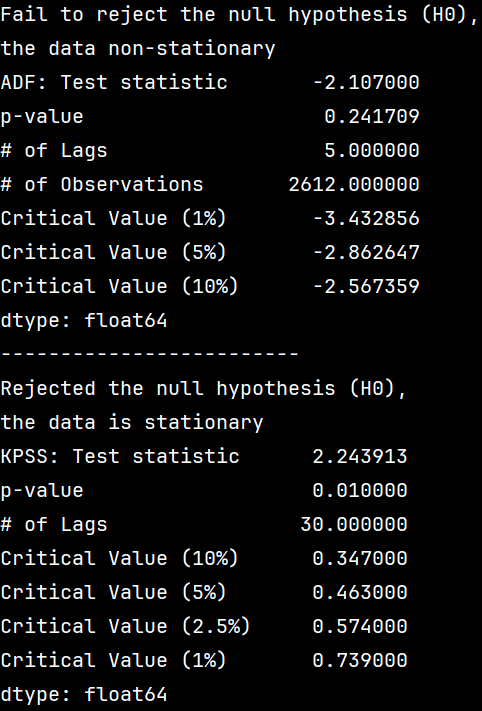 Fail to reject the null hypothesis (H0),
the data non-stationary
ADF: Test statistic       -2.107000
p-value                    0.241709
# of Lags                  5.000000
# of Observations       2612.000000
Critical Value (1%)       -3.432856
Critical Value (5%)       -2.862647
Critical Value (10%)      -2.567359
dtype: float64
-------------------------
Rejected the null hypothesis (H0),
the data is stationary
KPSS: Test statistic      2.243913
p-value                   0.010000
# of Lags                30.000000
Critical Value (10%)      0.347000
Critical Value (5%)       0.463000
Critical Value (2.5%)     0.574000
Critical Value (1%)       0.739000
dtype: float64